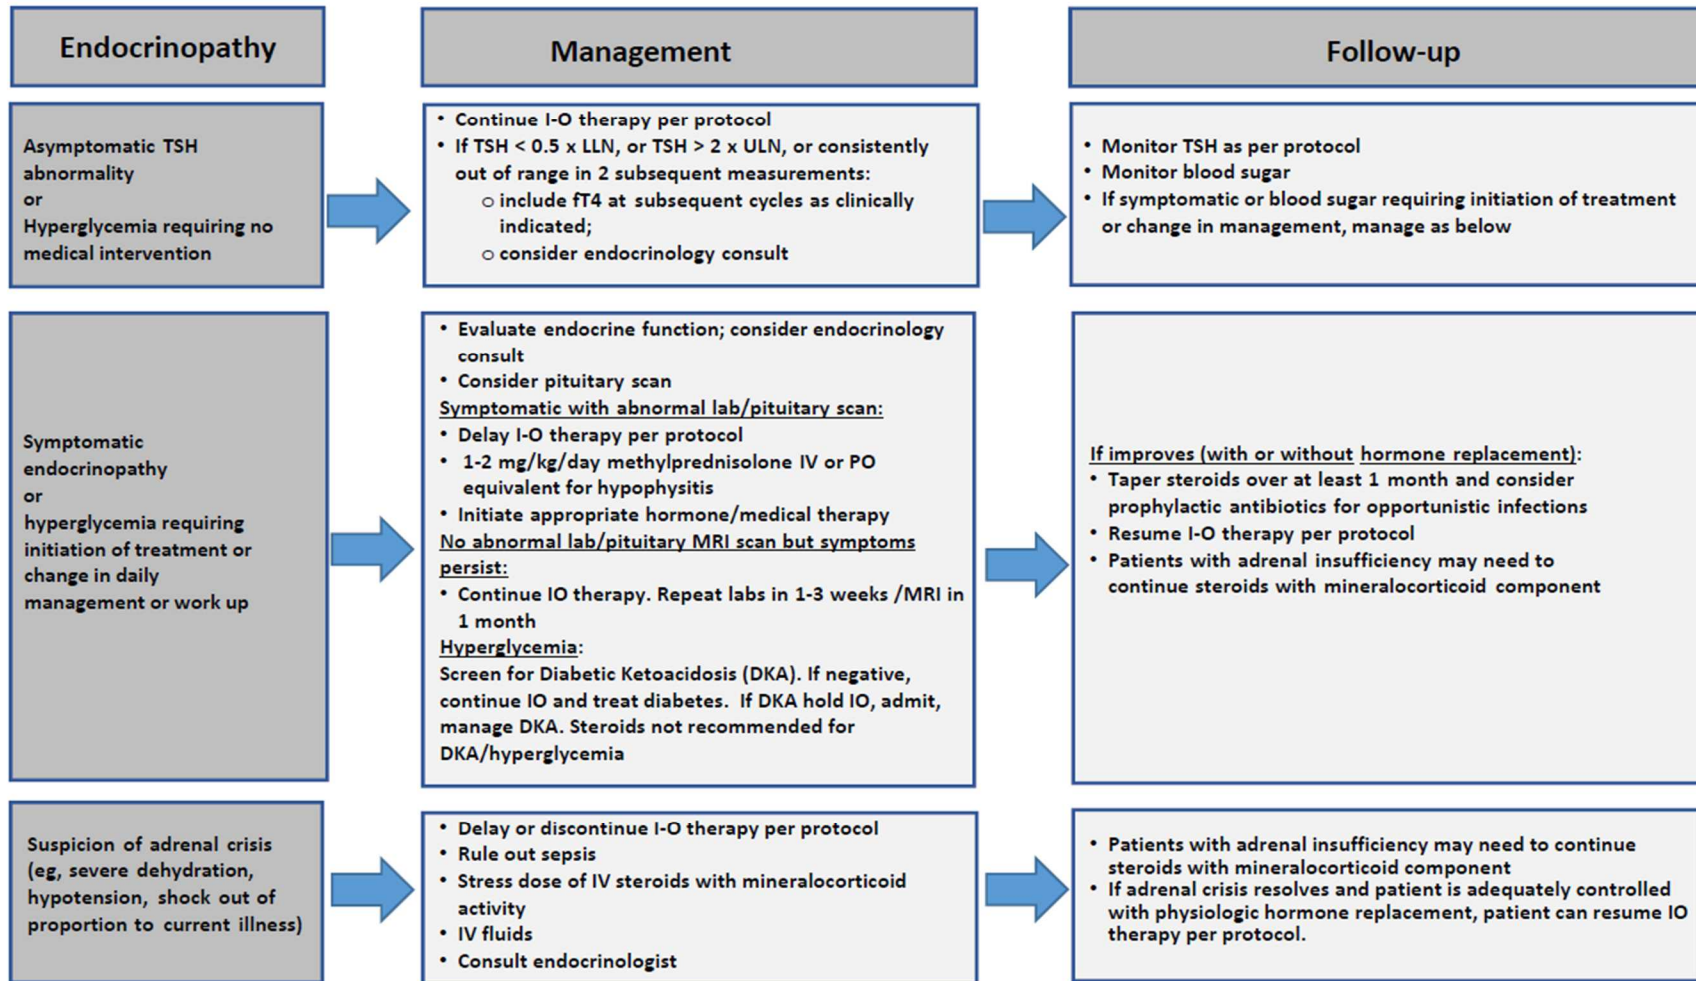 Endocrinopathy
Management
Follow-up
Asymptomatic TSH
abnormality
or
Hyperglycemia requiring no
medical intervention
• Continue I-O therapy per protocol
• If TSH < 0.5 x LLN, or TSH > 2 x ULN, or consistently
out of range in 2 subsequent measurements:
o include fT4 at subsequent cycles as clinically
indicated;
o consider endocrinology consult
• Monitor TSH as per protocol
• Monitor blood sugar
• If symptomatic or blood sugar requiring initiation of treatment
or change in management, manage as below
Symptomatic
endocrinopathy
or
hyperglycemia requiring
initiation of treatment or
change in daily
management or work up
• Evaluate endocrine function; consider endocrinology
consult
• Consider pituitary scan
Symptomatic with abnormal lab/pituitary scan:
• Delay I-O therapy per protocol
• 1-2 mg/kg/day methylprednisolone IV or PO
equivalent for hypophysitis
• Initiate appropriate hormone/medical therapy
No abnormal lab/pituitary MRI scan but symptoms
persist:
• Continue IO therapy. Repeat labs in 1-3 weeks /MRI in
1 month
Hyperglycemia:
Screen for Diabetic Ketoacidosis (DKA). If negative,
continue IO and treat diabetes. If DKA hold IO, admit,
manage DKA. Steroids not recommended for
DKA/hyperglycemia
If improves (with or without hormone replacement):
• Taper steroids over at least 1 month and consider
prophylactic antibiotics for opportunistic infections
• Resume I-O therapy per protocol
• Patients with adrenal insufficiency may need to
continue steroids with mineralocorticoid component
Suspicion of adrenal crisis
(eg, severe dehydration,
hypotension, shock out of
proportion to current illness)
• Delay or discontinue I-O therapy per protocol
• Rule out sepsis
• Stress dose of IV steroids with mineralocorticoid
activity
• IV fluids
• Consult endocrinologist
• Patients with adrenal insufficiency may need to continue
steroids with mineralocorticoid component
• If adrenal crisis resolves and patient is adequately controlled
with physiologic hormone replacement, patient can resume IO
therapy per protocol.